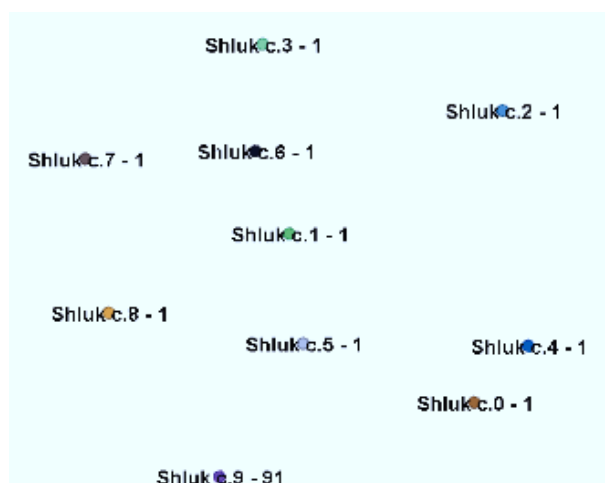 Shluk c.3 - 1
Shluk c.2 - 1
Shluk c.6 - 1
Shluk c.7 - 1
Shluk c.1 - 1
Shluk c.8 - 1
Shluk c.5 - 1
Shluk c.4 - 1
Shluk c.0 - 1
Shluk c.9 - 91